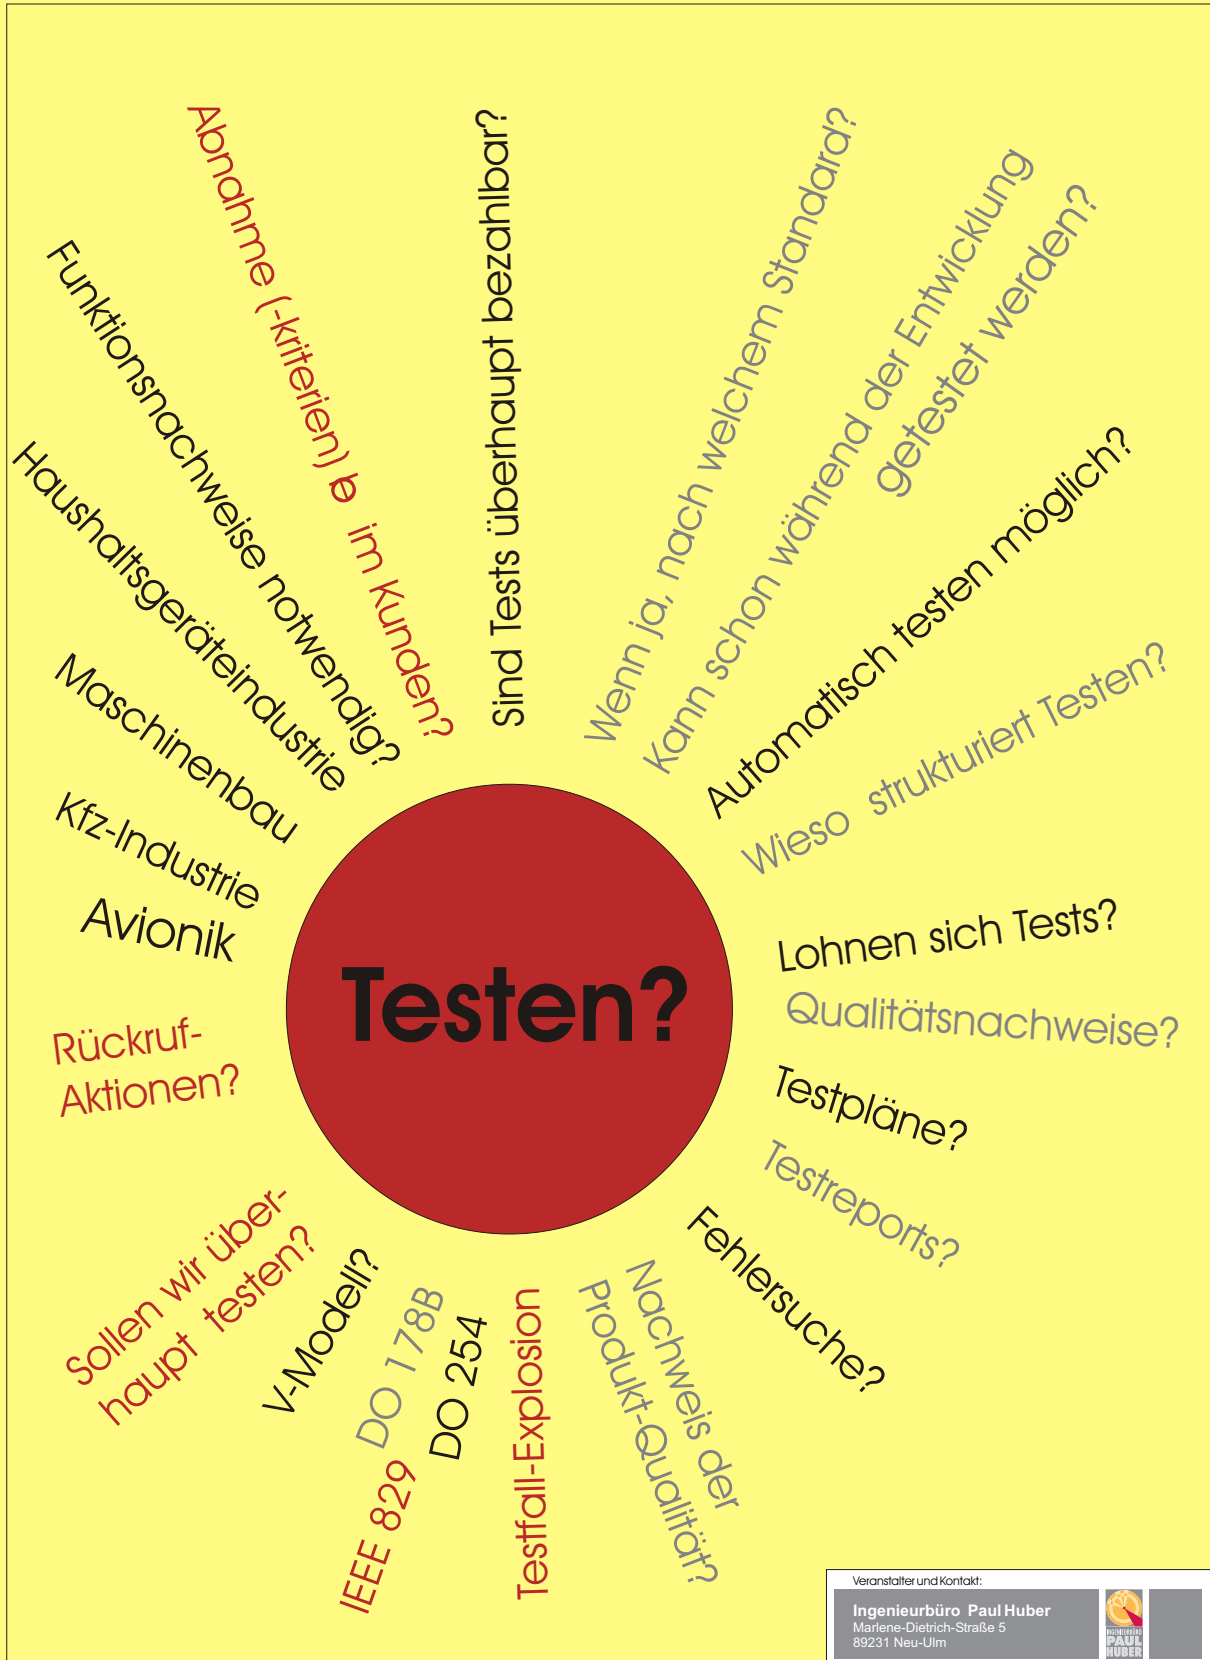 Abnahme (-kriterien) beim Kunden?
Funktionsnachweise notwendig?
Haushaltsgeräteindustrie
Maschinenbau
Kfz-Industrie
Avionik
Rückruf-
Aktionen?
Sollen wir über-
haupt testen?
V-Modell?
DO 178B
IEEE 829
DO 254
Testfall-Explosion
Nachweis der
Produkt-Qualität?
Fehlersuche?
Testreports?
Testpläne?
Qualitätsnachweise?
Lohnen sich Tests?
Wieso strukturiert Testen?
Automatisch testen möglich?
Kann schon während der Entwicklung
getestet werden?
Wenn ja, nach welchem Standard?
Sind Tests überhaupt bezahlbar?
Testen?
Veranstalter und Kontakt:
Ingenieurbüro Paul Huber
Marlene-Dietrich-Straße 5
89231 Neu-Ulm
INGENIEURBÜRO
PAUL
HUBER